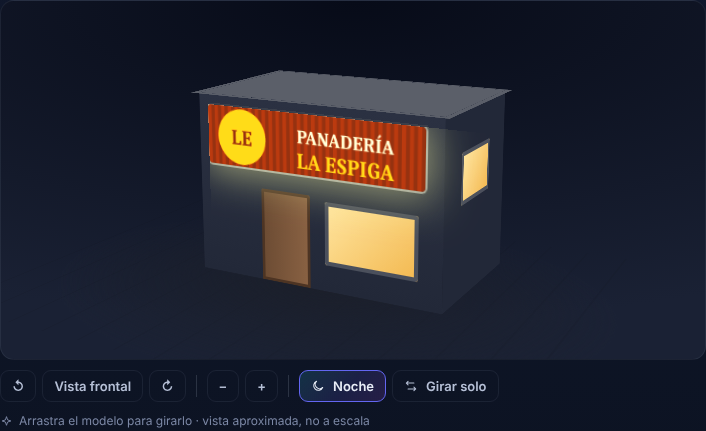 LE
PANADERÍA
LA ESPIGA
Vista frontal
–
+
Noche
Girar solo
Arrastra el modelo para girarlo · vista aproximada, no a escala